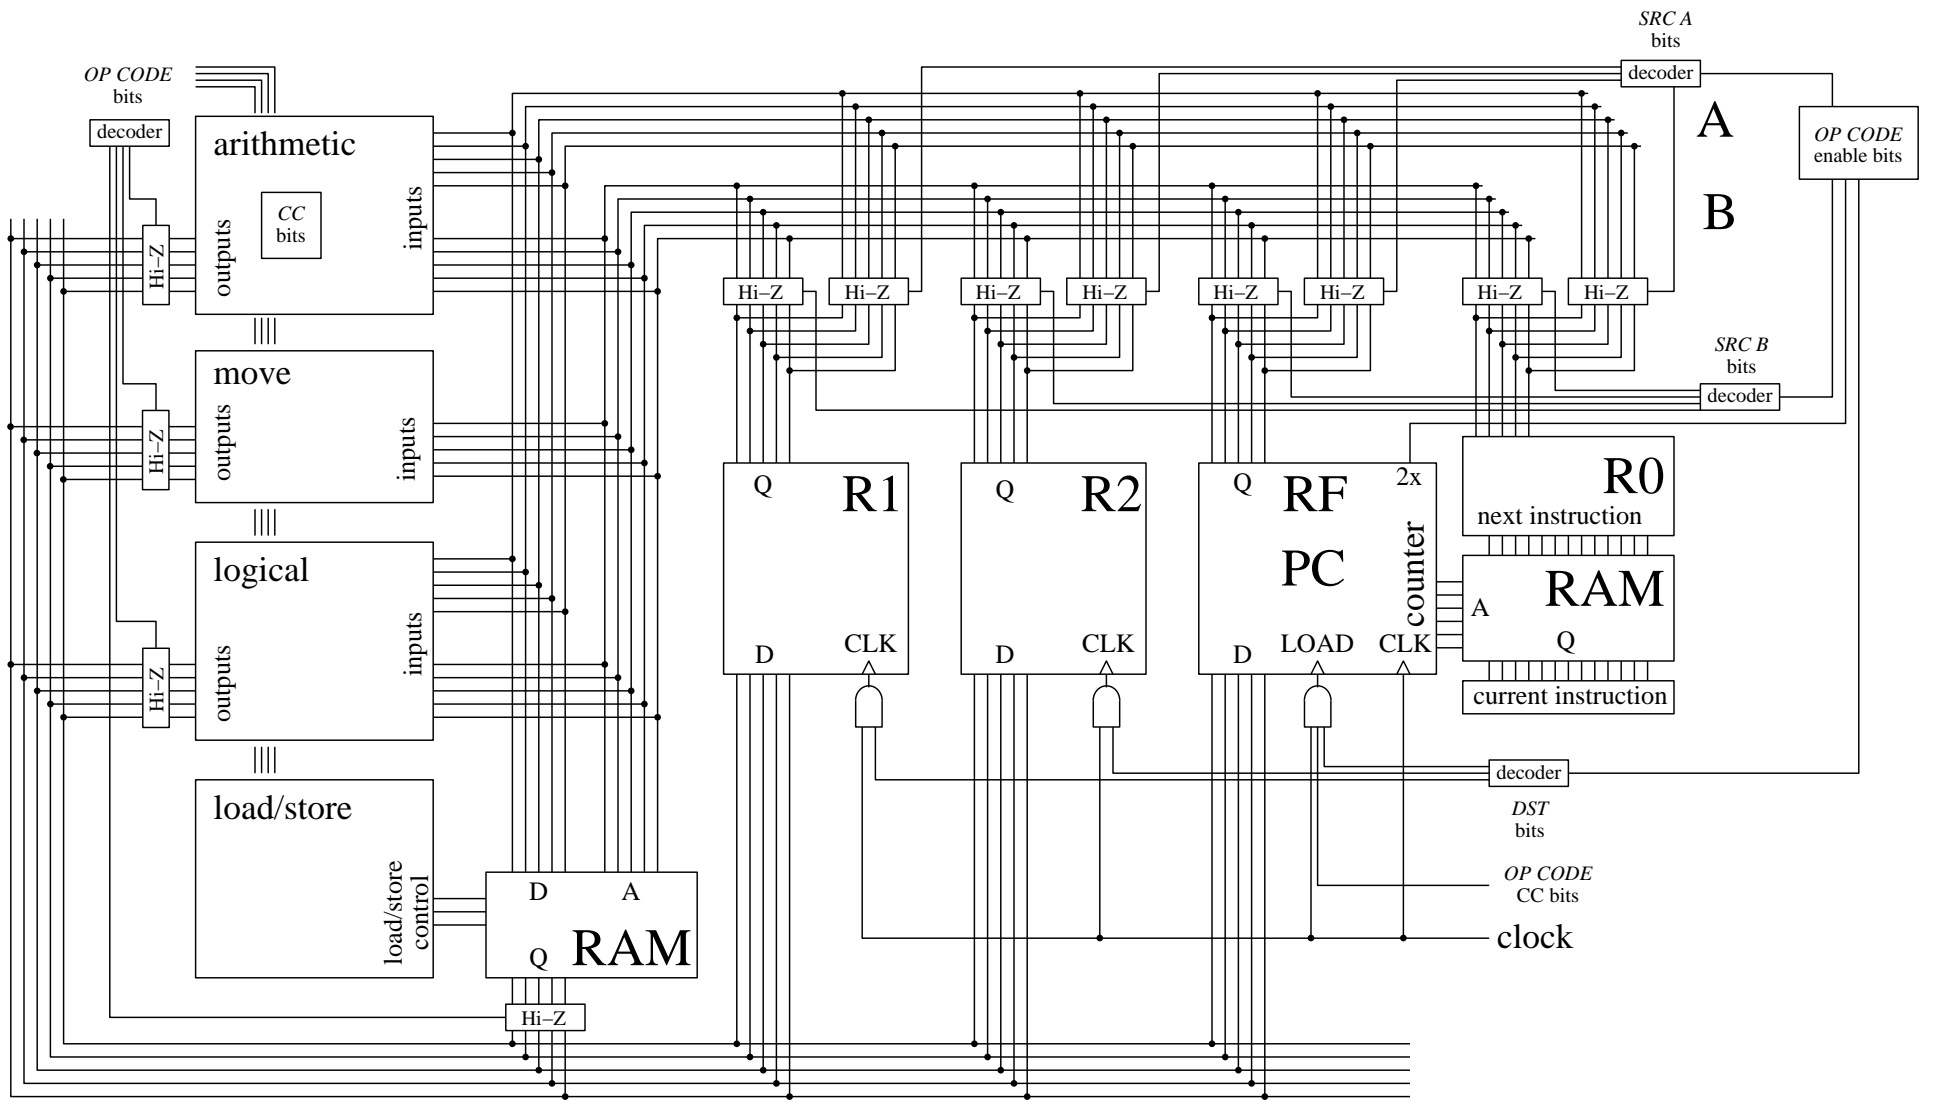 SRC A
bits
decoder
OP CODE
bits
decoder
arithmetic
CC
bits
inputs
outputs
Hi–Z
A
B
OP CODE
enable bits
Hi–Z
Hi–Z
Hi–Z
Hi–Z
Hi–Z
Hi–Z
Hi–Z
Hi–Z
SRC B
bits
decoder
move
inputs
outputs
Hi–Z
Q
R1
D
CLK
Q
R2
D
CLK
Q
RF
2x
PC
counter
D
LOAD
CLK
R0
next instruction
RAM
A
Q
current instruction
logical
inputs
outputs
Hi–Z
decoder
DST
bits
load/store
load/store
control
D
A
Q
RAM
Hi–Z
OP CODE
CC bits
clock